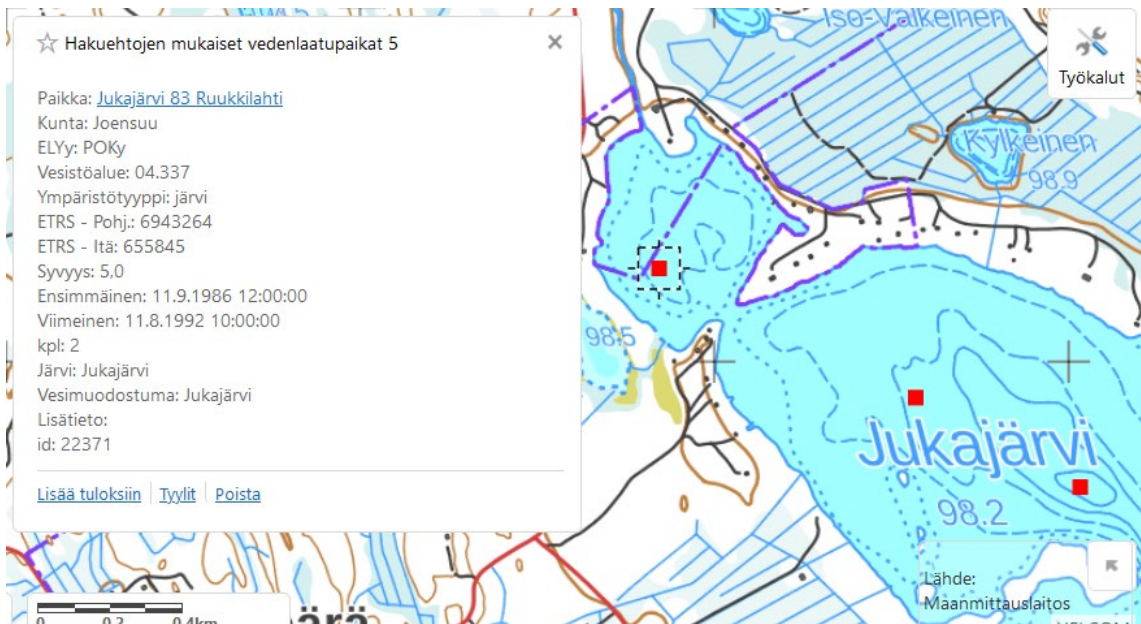 Hakuehtojen mukaiset vedenlaatupaikat 5
Paikka: Jukajärvi 83 Ruukkilahti
Kunta: Joensuu
ELYy: POKy
Vesistöalue: 04.337
Ympäristötyyppi: järvi
ETRS - Pohj.: 6943264
ETRS - Itä: 655845
Syvyys: 5,0
Ensimmäinen: 11.9.1986 12:00:00
Viimeinen: 11.8.1992 10:00:00
kpl: 2
Järvi: Jukajärvi
Vesimuodostuma: Jukajärvi
Lisätieto:
id: 22371
Lisää tuloksiin Tyylit Poista
Iso-Valkeinen
Työkalut
Kylkeinen
98.9
98.5
Jukajärvi
98.2
Lähde:
Maanmittauslaitos
0 0.2 0.4km